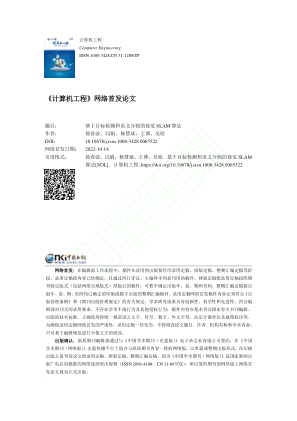 计算机工程
Computer Engineering
ISSN 1000-3428,CN 31-1289/TP
《计算机工程》网络首发论文
题目： 基于目标检测和语义分割的视觉 SLAM 算法
作者： 徐春波，闫娟，杨慧斌，王博，吴晗
DOI： 10.19678/j.issn.1000-3428.0065522
网络首发日期： 2022-10-18
引用格式： 徐春波，闫娟，杨慧斌，王博，吴晗．基于目标检测和语义分割的视觉 SLAM
算法[J/OL]．计算机工程. https://doi.org/10.19678/j.issn.1000-3428.0065522
cnki 中国知网
网络首发：在编辑部工作流程中，稿件从录用到出版要经历录用定稿、排版定稿、整期汇编定稿等阶
段。录用定稿指内容已经确定，且通过同行评议、主编终审同意刊用的稿件。排版定稿指录用定稿按照期
刊特定版式（包括网络呈现版式）排版后的稿件，可暂不确定出版年、卷、期和页码。整期汇编定稿指出
版年、卷、期、页码均已确定的印刷或数字出版的整期汇编稿件。录用定稿网络首发稿件内容必须符合《出
版管理条例》和《期刊出版管理规定》的有关规定；学术研究成果具有创新性、科学性和先进性，符合编
辑部对刊文的录用要求，不存在学术不端行为及其他侵权行为；稿件内容应基本符合国家有关书刊编辑、
出版的技术标准，正确使用和统一规范语言文字、符号、数字、外文字母、法定计量单位及地图标注等。
为确保录用定稿网络首发的严肃性，录用定稿一经发布，不得修改论文题目、作者、机构名称和学术内容，
只可基于编辑规范进行少量文字的修改。
出版确认：纸质期刊编辑部通过与《中国学术期刊（光盘版）》电子杂志社有限公司签约，在《中国
学术期刊（网络版）》出版传播平台上创办与纸质期刊内容一致的网络版，以单篇或整期出版形式，在印刷
出版之前刊发论文的录用定稿、排版定稿、整期汇编定稿。因为《中国学术期刊（网络版）》是国家新闻出
版广电总局批准的网络连续型出版物（ISSN 2096-4188，CN 11-6037/Z），所以签约期刊的网络版上网络首发
论文视为正式出版。